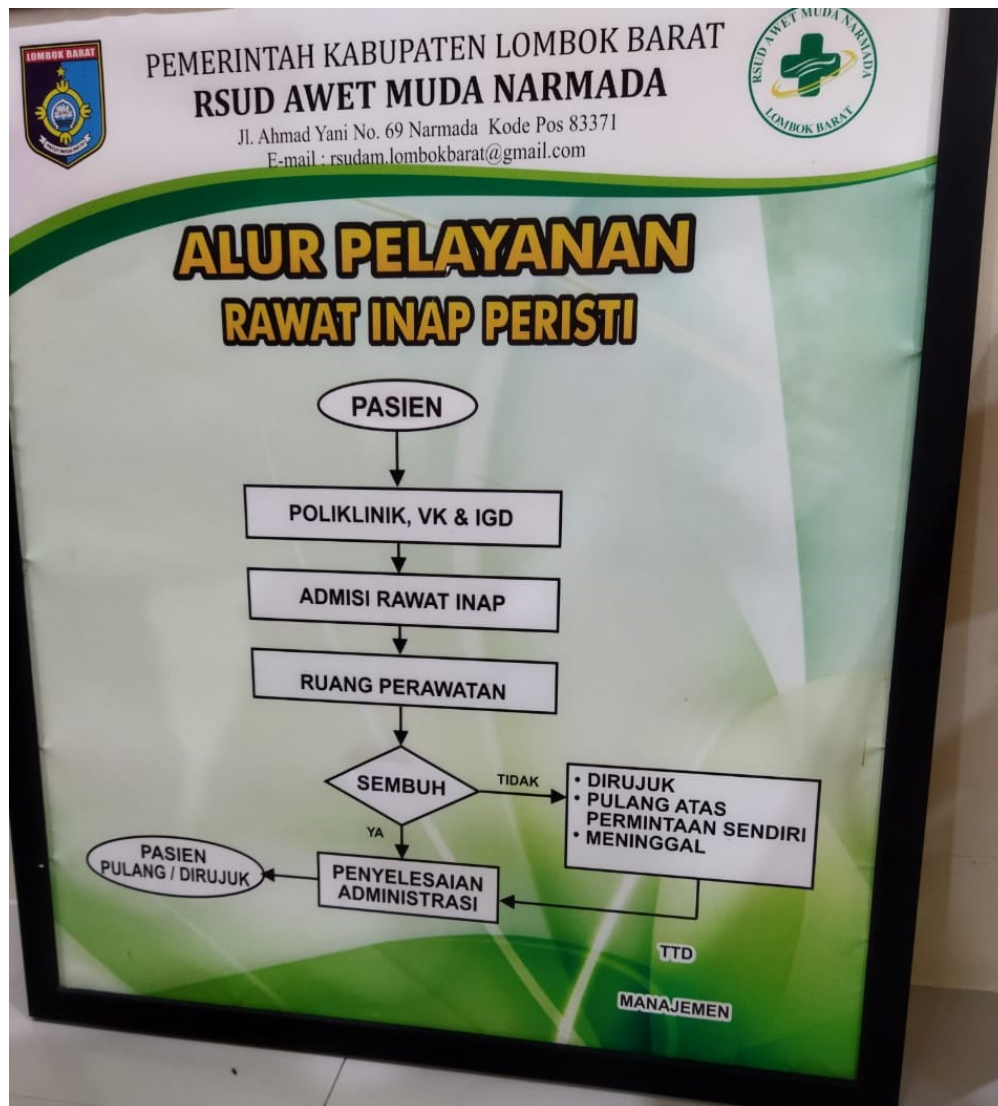 LOMBOK BARAT
PEMERINTAH KABUPATEN LOMBOK BARAT
RSUD AWET MUDA NARMADA
Jl. Ahmad Yani No. 69 Narmada Kode Pos 83371
E-mail : rsudam.lombokbarat@gmail.com
RSUD AWET MUDA NARMADA
LOMBOK BARAT
ALUR PELAYANAN
RAWAT INAP PERISTI
PASIEN
POLIKLINIK, VK & IGD
ADMISI RAWAT INAP
RUANG PERAWATAN
SEMBUH
TIDAK
• DIRUJUK
• PULANG ATAS
PERMINTAAN SENDIRI
• MENINGGAL
YA
PENYELESAIAN
ADMINISTRASI
PASIEN
PULANG / DIRUJUK
TTD
MANAJEMEN